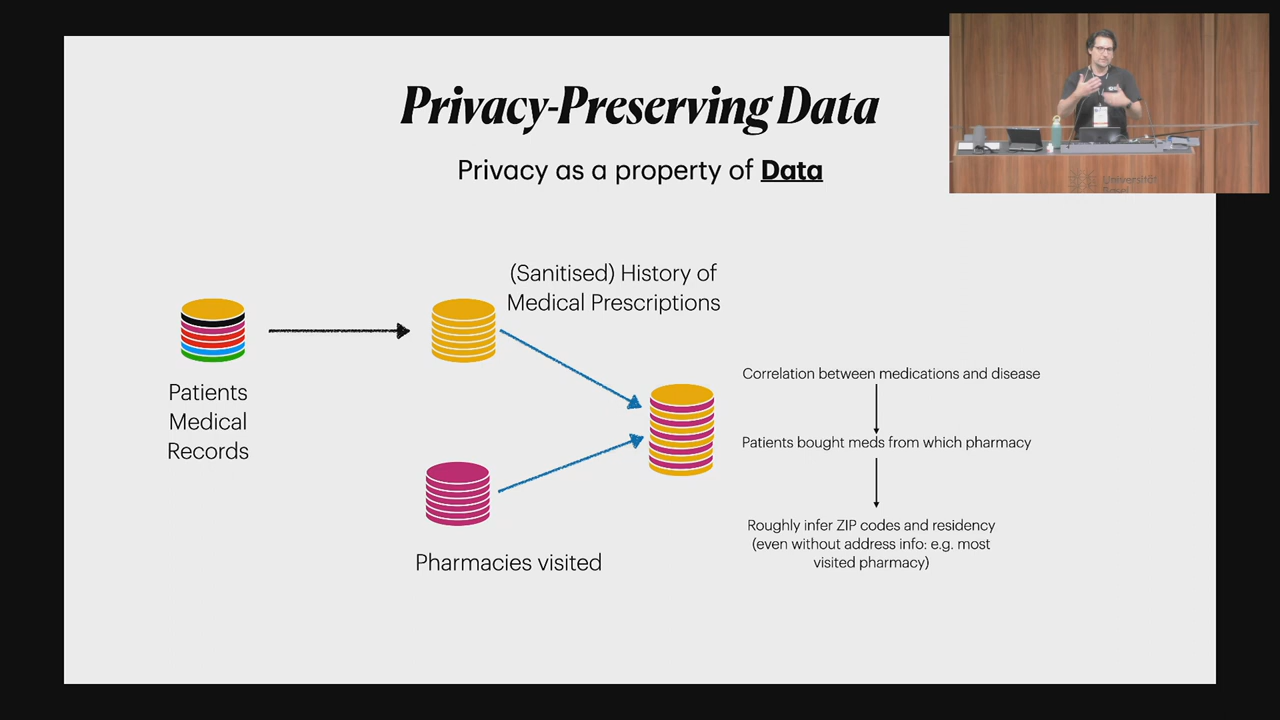 Privacy-Preserving Data
Privacy as a property of Data
(Sanitised) History of
Medical Prescriptions
Patients
Medical
Records
Correlation between medications and disease
Patients bought meds from which pharmacy
Roughly infer ZIP codes and residency
(even without address info: e.g. most
visited pharmacy)
Pharmacies visited
Universität